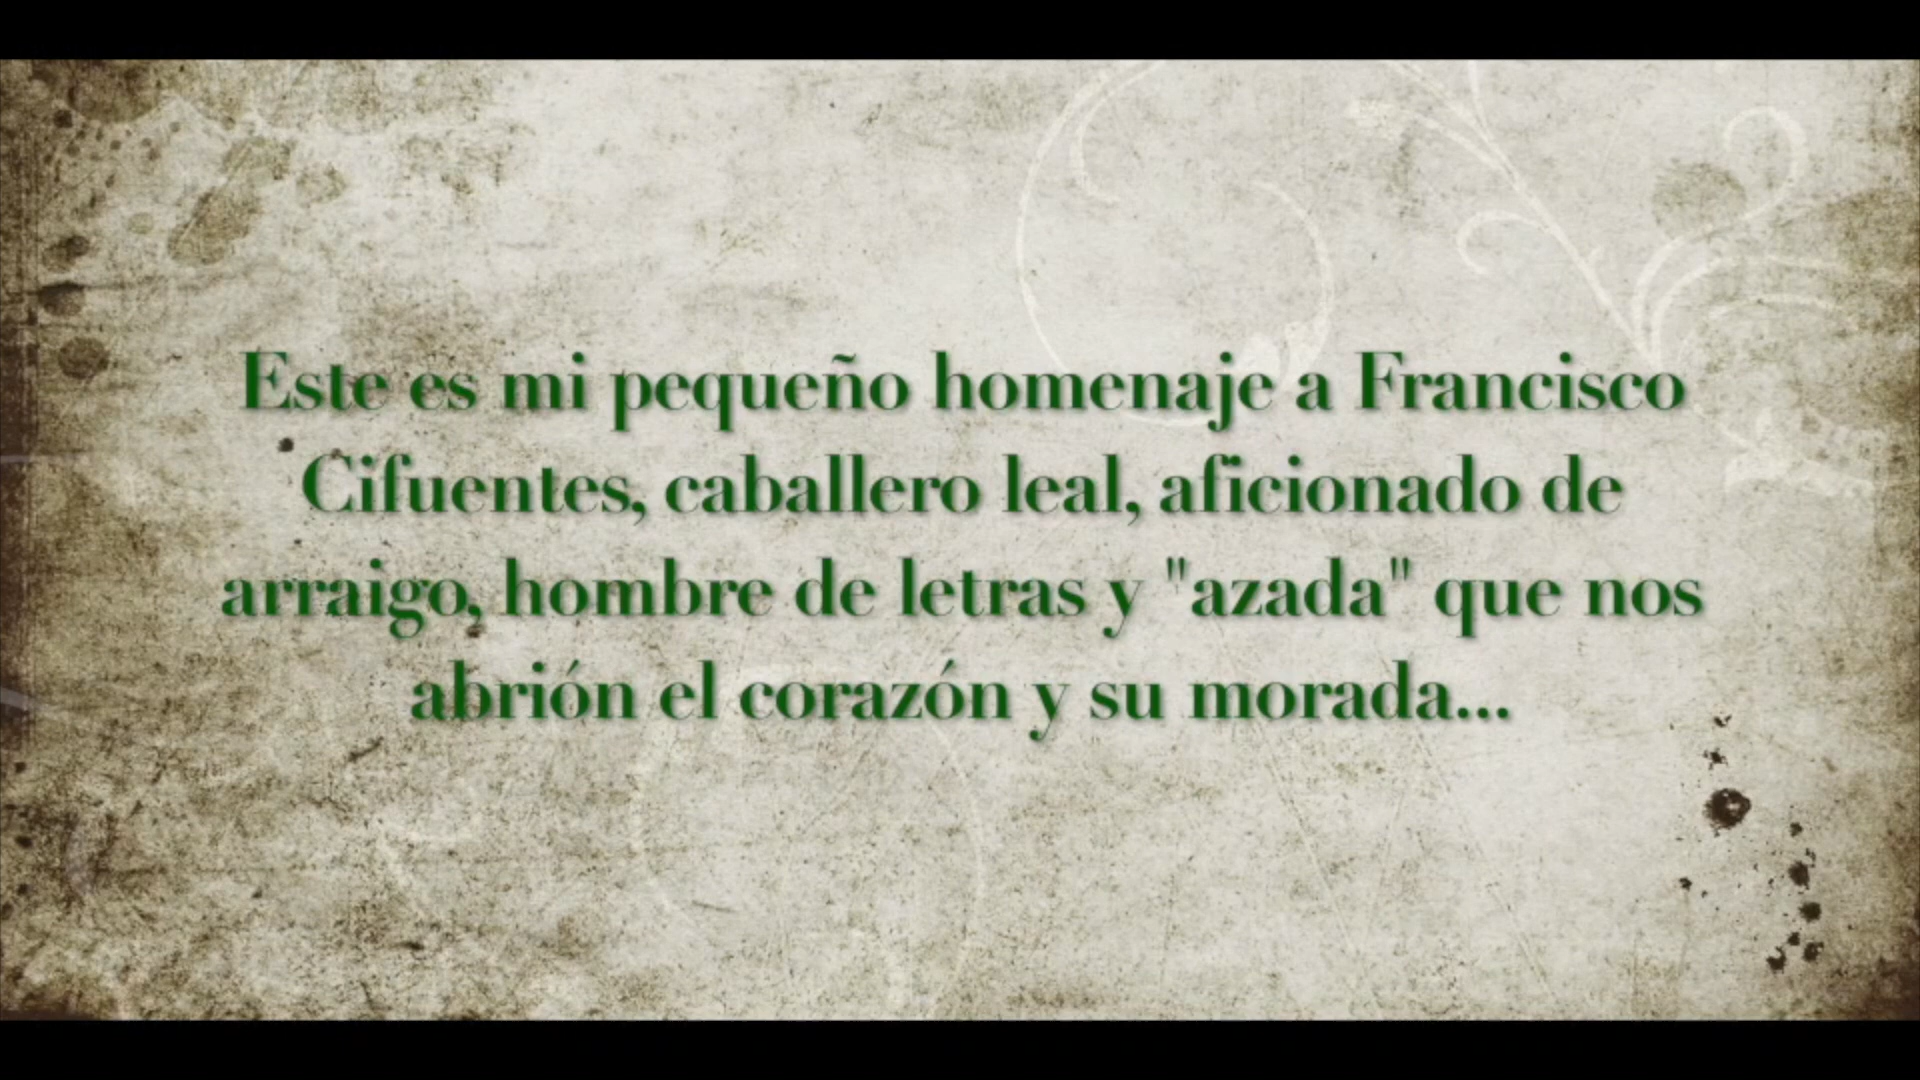 Este es mi pequeño homenaje a Francisco
Cifuentes, caballero leal, aficionado de
arraigo, hombre de letras y "azada" que nos
abrión el corazón y su morada...